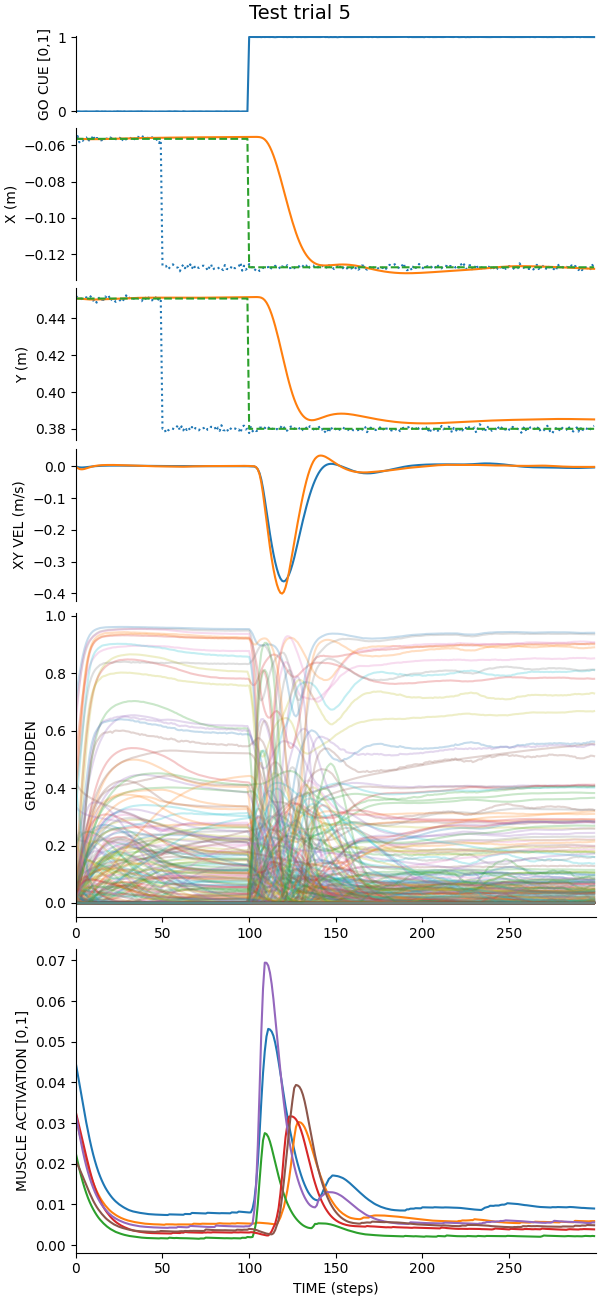 Test trial 5
GO CUE [0,1]
1
0
X (m)
−0.06
−0.08
−0.10
−0.12
Y (m)
0.44
0.42
0.40
0.38
XY VEL (m/s)
0.0
−0.1
−0.2
−0.3
−0.4
GRU HIDDEN
1.0
0.8
0.6
0.4
0.2
0.0
0 50 100 150 200 250
MUSCLE ACTIVATION [0,1]
0.07
0.06
0.05
0.04
0.03
0.02
0.01
0.00
0 50 100 150 200 250
TIME (steps)